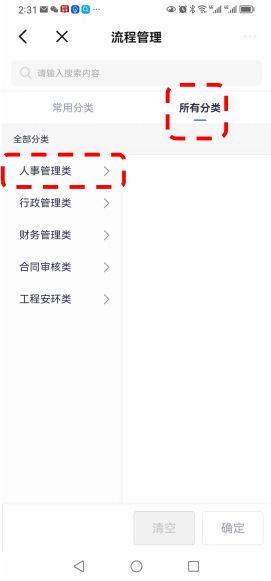 2:31
流程管理
请输入搜索内容
常用分类 所有分类
全部分类
人事管理类
行政管理类
财务管理类
合同审核类
工程安环类
清空 确定